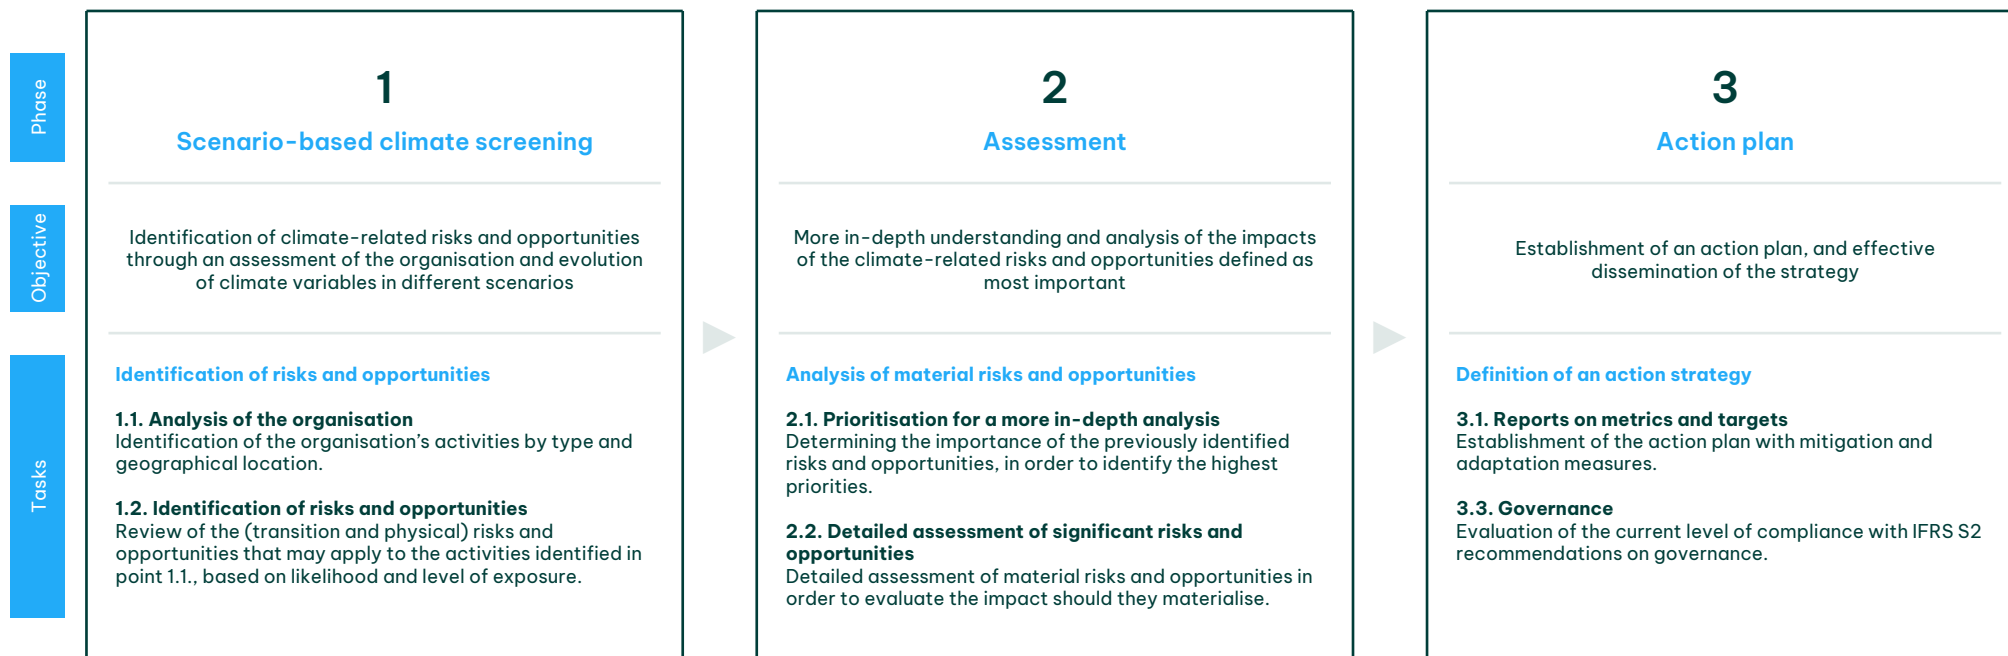 Phase
1
Scenario-based climate screening
2
Assessment
3
Action plan
Objective
Identification of climate-related risks and opportunities
through an assessment of the organisation and evolution
of climate variables in different scenarios
More in-depth understanding and analysis of the impacts
of the climate-related risks and opportunities defined as
most important
Establishment of an action plan, and effective
dissemination of the strategy
Tasks
Identification of risks and opportunities
1.1. Analysis of the organisation
Identification of the organisation’s activities by type and
geographical location.
1.2. Identification of risks and opportunities
Review of the (transition and physical) risks and
opportunities that may apply to the activities identified in
point 1.1., based on likelihood and level of exposure.
Analysis of material risks and opportunities
2.1. Prioritisation for a more in-depth analysis
Determining the importance of the previously identified
risks and opportunities, in order to identify the highest
priorities.
2.2. Detailed assessment of significant risks and
opportunities
Detailed assessment of material risks and opportunities in
order to evaluate the impact should they materialise.
Definition of an action strategy
3.1. Reports on metrics and targets
Establishment of the action plan with mitigation and
adaptation measures.
3.3. Governance
Evaluation of the current level of compliance with IFRS S2
recommendations on governance.